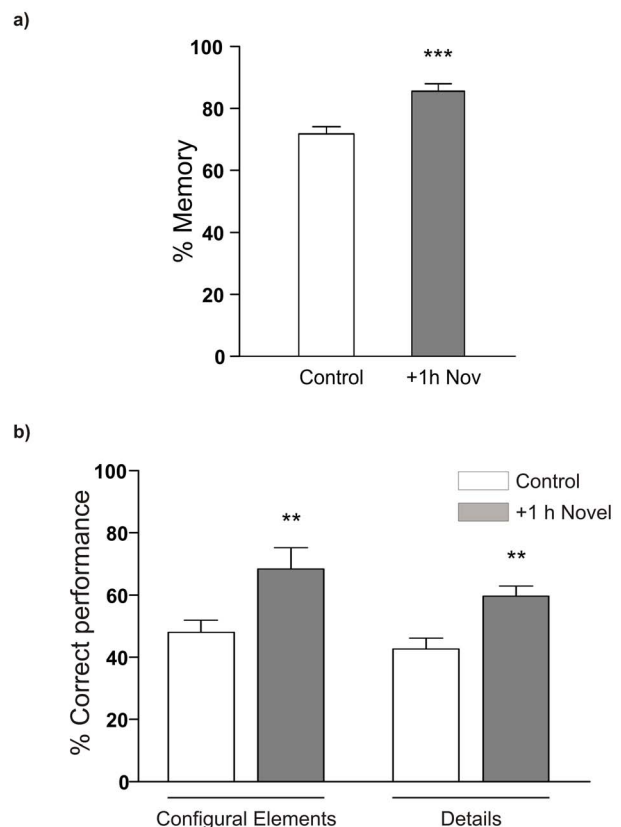 a)
100
***
80
60
40
20
0
% Memory
Control +1h Nov
b)
100
80
60
40
20
0
% Correct performance
Control
+1 h Novel
**
**
Configural Elements Details